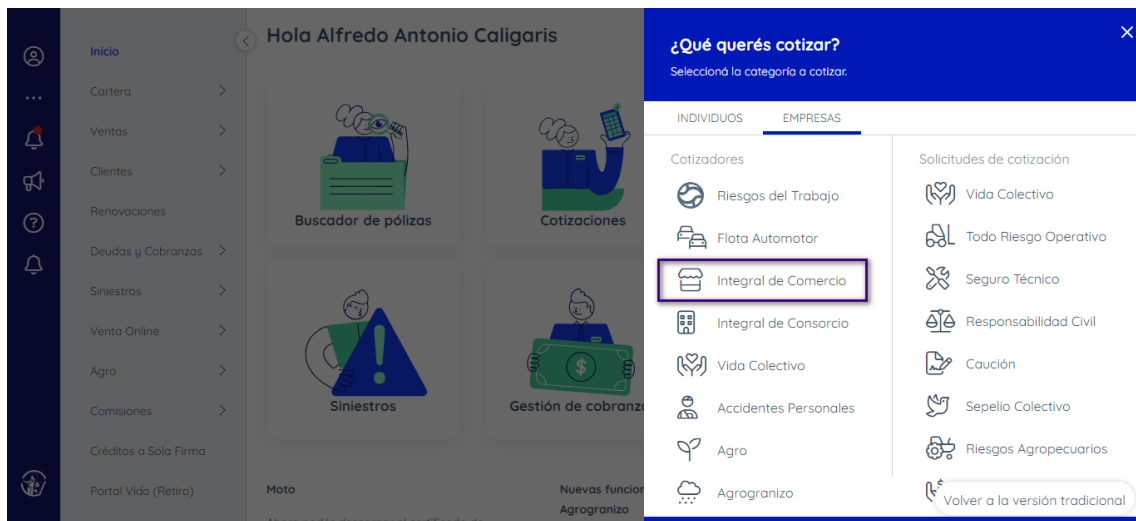 Inicio
Cartera
Ventas
Clientes
Renovaciones
Deudas y Cobranzas
Siniestros
Venta Online
Agro
Comisiones
Créditos a Sola Firma
Portal Vida (Retiro)
Hola Alfredo Antonio Caligaris
Buscador de pólizas
Cotizaciones
Siniestros
Gestión de cobranz
Moto
Nuevas funcion
Agrogranizo
¿Qué querés cotizar?
Seleccioná la categoría a cotizar.
INDIVIDUOS
EMPRESAS
Cotizadores
Riesgos del Trabajo
Flota Automotor
Integral de Comercio
Integral de Consorcio
Vida Colectivo
Accidentes Personales
Agro
Agrogranizo
Solicitudes de cotización
Vida Colectivo
Todo Riesgo Operativo
Seguro Técnico
Responsabilidad Civil
Caución
Sepelio Colectivo
Riesgos Agropecuarios
Volver a la versión tradicional